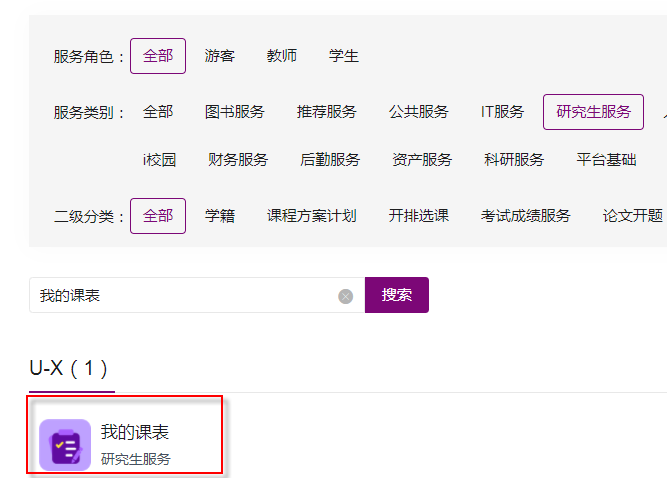 服务角色： 全部 游客 教师 学生
服务类别： 全部 图书服务 推荐服务 公共服务 IT服务 研究生服务
i校园 财务服务 后勤服务 资产服务 科研服务 平台基础
二级分类： 全部 学籍 课程方案计划 开排选课 考试成绩服务 论文开题
我的课表 搜索
U-X（1）
我的课表
研究生服务